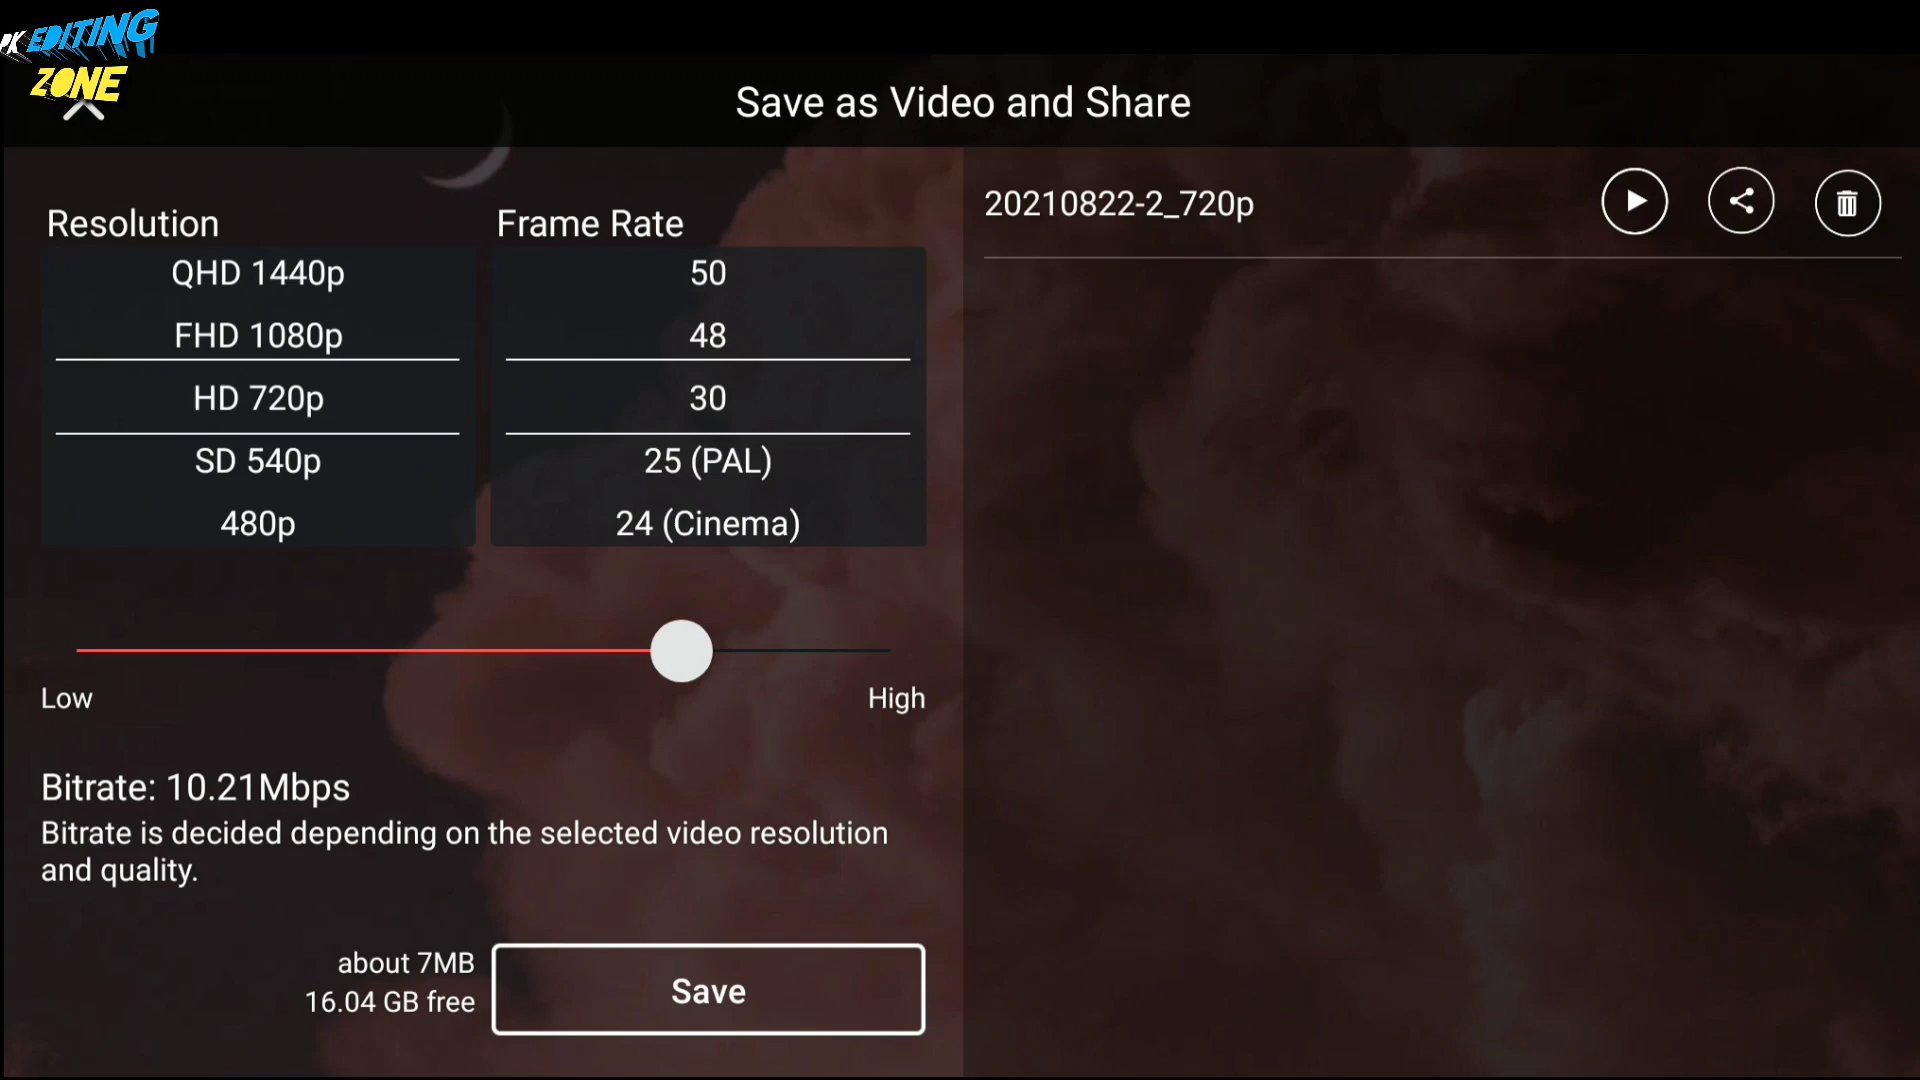 PK EDITING
ZONE
Save as Video and Share
Resolution
QHD 1440p
FHD 1080p
HD 720p
SD 540p
480p
Frame Rate
50
48
30
25 (PAL)
24 (Cinema)
Low
High
Bitrate: 10.21Mbps
Bitrate is decided depending on the selected video resolution
and quality.
about 7MB
16.04 GB free
Save
20210822-2_720p